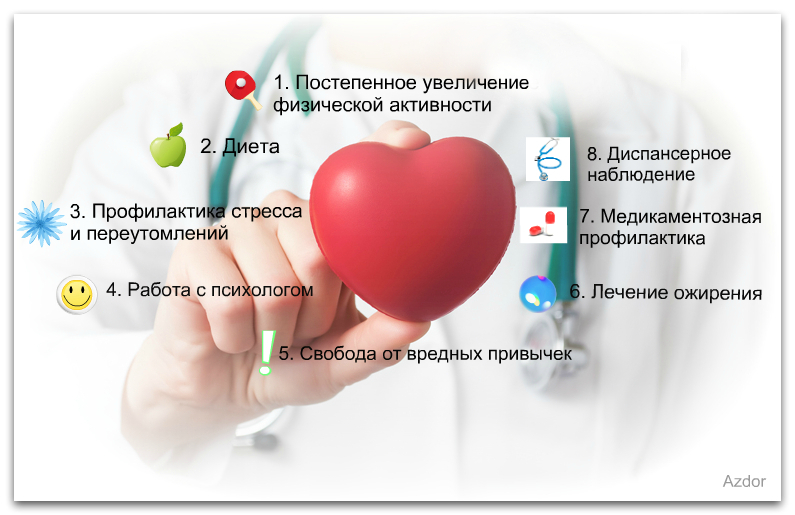 1. Постепенное увеличение
физической активности
2. Диета
3. Профилактика стресса
и переутомлений
4. Работа с психологом
5. Свобода от вредных привычек
6. Лечение ожирения
7. Медикаментозная
профилактика
8. Диспансерное
наблюдение
Azdor